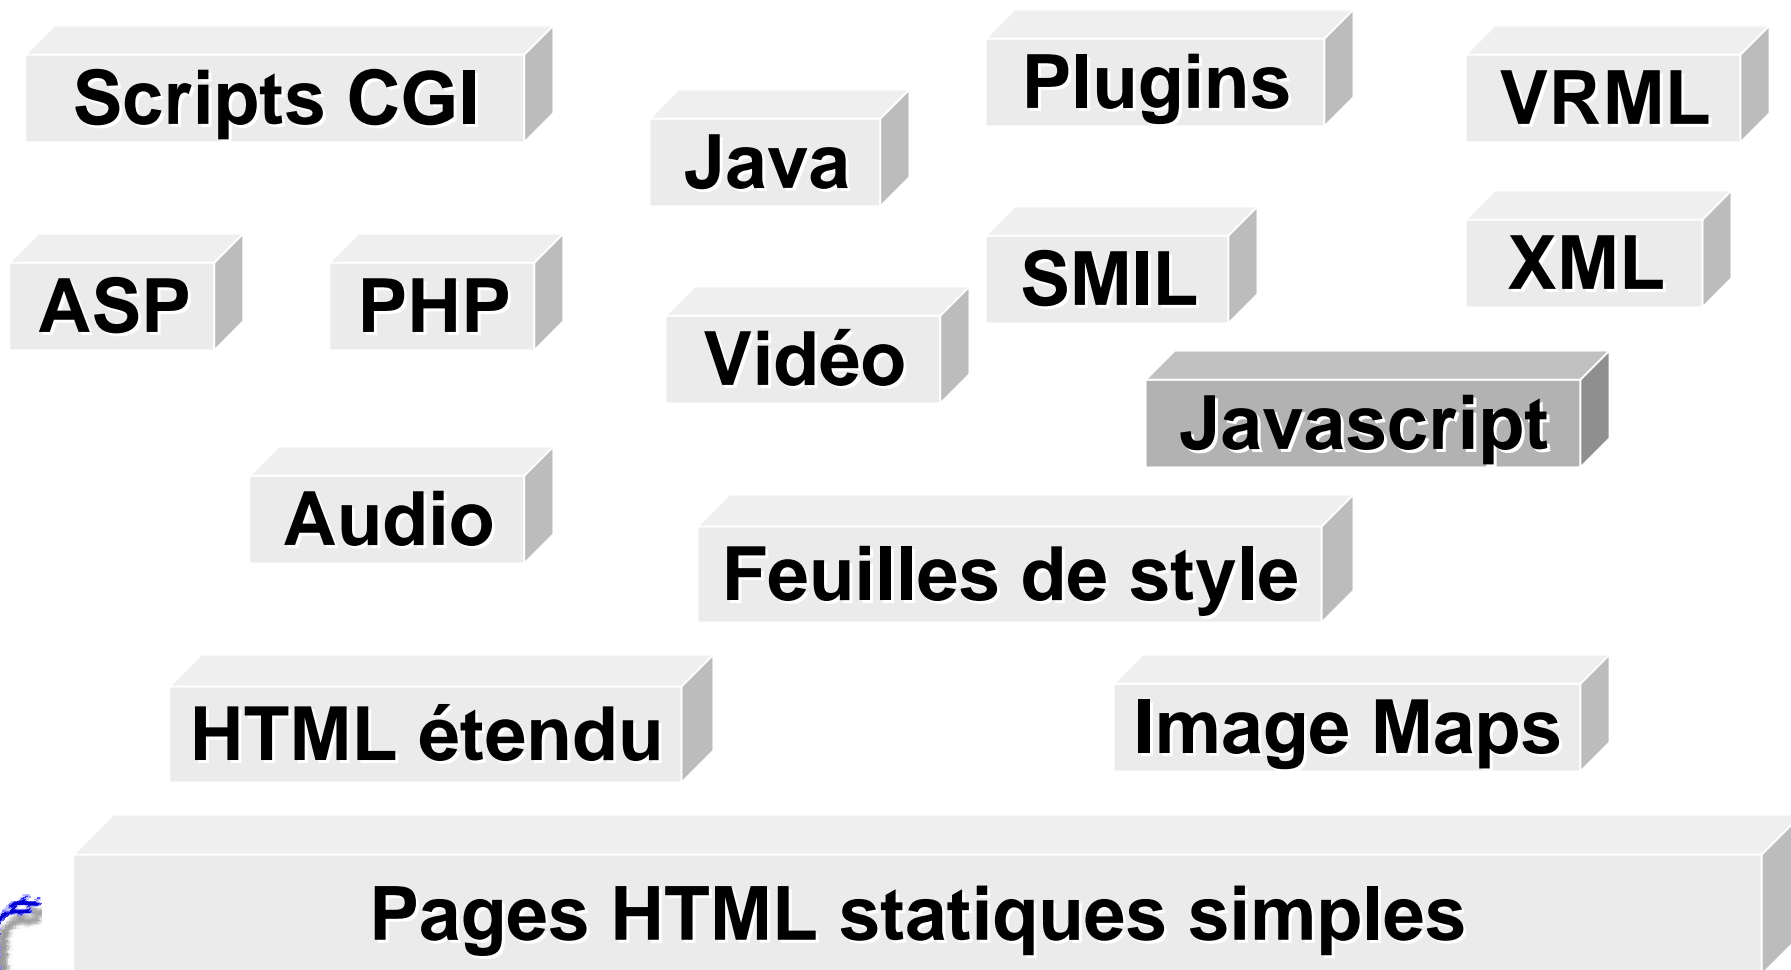 Scripts CGI
Plugins
VRML
Java
ASP
PHP
SMIL
XML
Vidéo
Javascript
Audio
Feuilles de style
HTML étendu
Image Maps
Pages HTML statiques simples